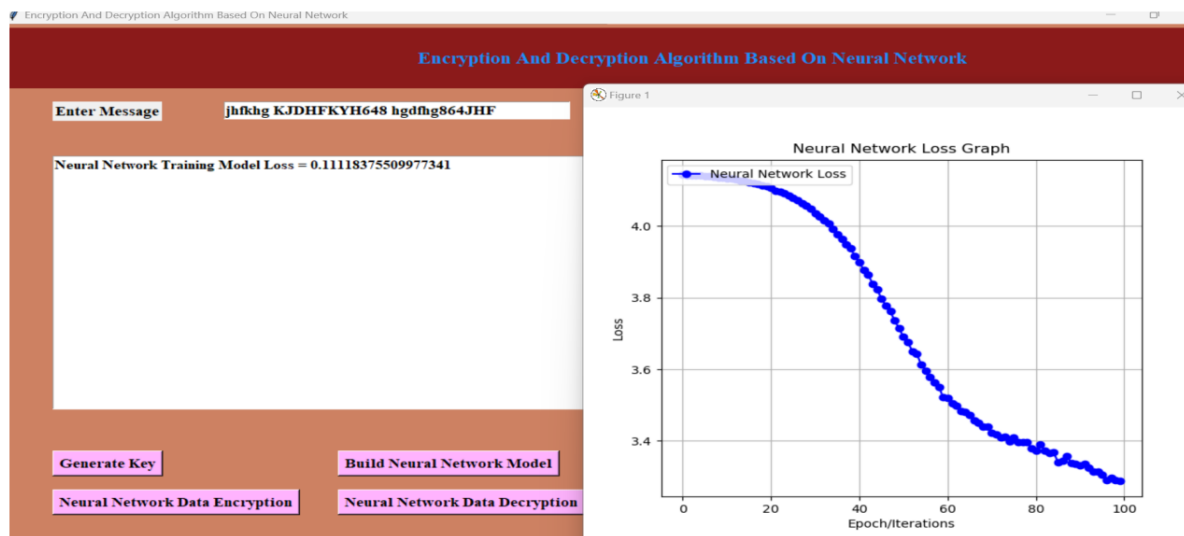 Encryption And Decryption Algorithm Based On Neural Network
Encryption And Decryption Algorithm Based On Neural Network
Enter Message
jhfkhg KJDHFKYH648 hgdfhg864JHF
Neural Network Training Model Loss = 0.11118375509977341
Generate Key
Build Neural Network Model
Neural Network Data Encryption
Neural Network Data Decryption
Figure 1
Neural Network Loss Graph
Neural Network Loss
4.0
3.8
3.6
3.4
Loss
0 20 40 60 80 100
Epoch/Iterations